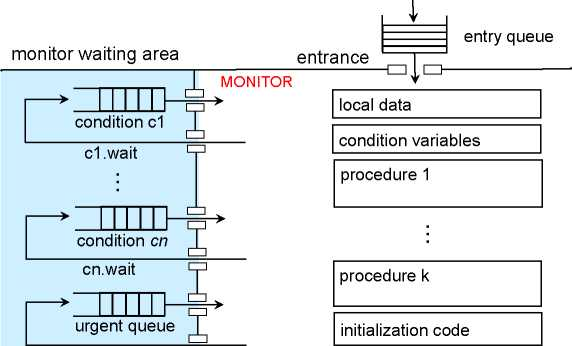 monitor waiting area
entry queue
entrance
MONITOR
condition c1
c1.wait
⋮
condition cn
cn.wait
urgent queue
local data
condition variables
procedure 1
⋮
procedure k
initialization code